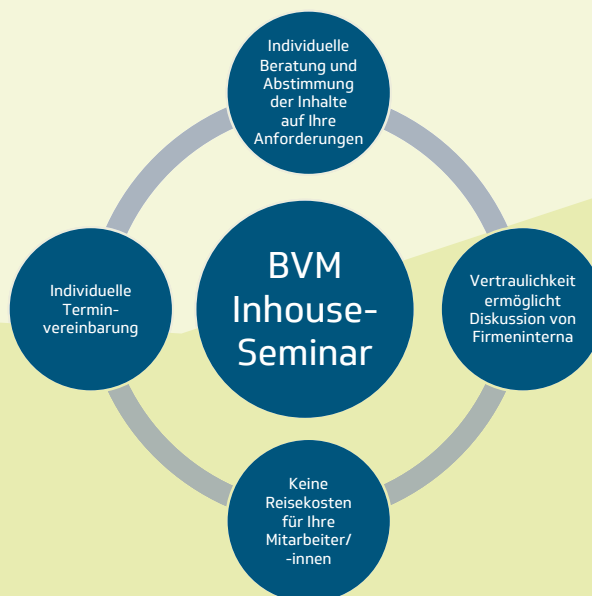 Individuelle
Beratung und
Abstimmung
der Inhalte
auf Ihre
Anforderungen
Individuelle
Termin-
vereinbarung
BVM
Inhouse-
Seminar
Vertraulichkeit
ermöglicht
Diskussion von
Firmeninterna
Keine
Reisekosten
für Ihre
Mitarbeiter/
-innen